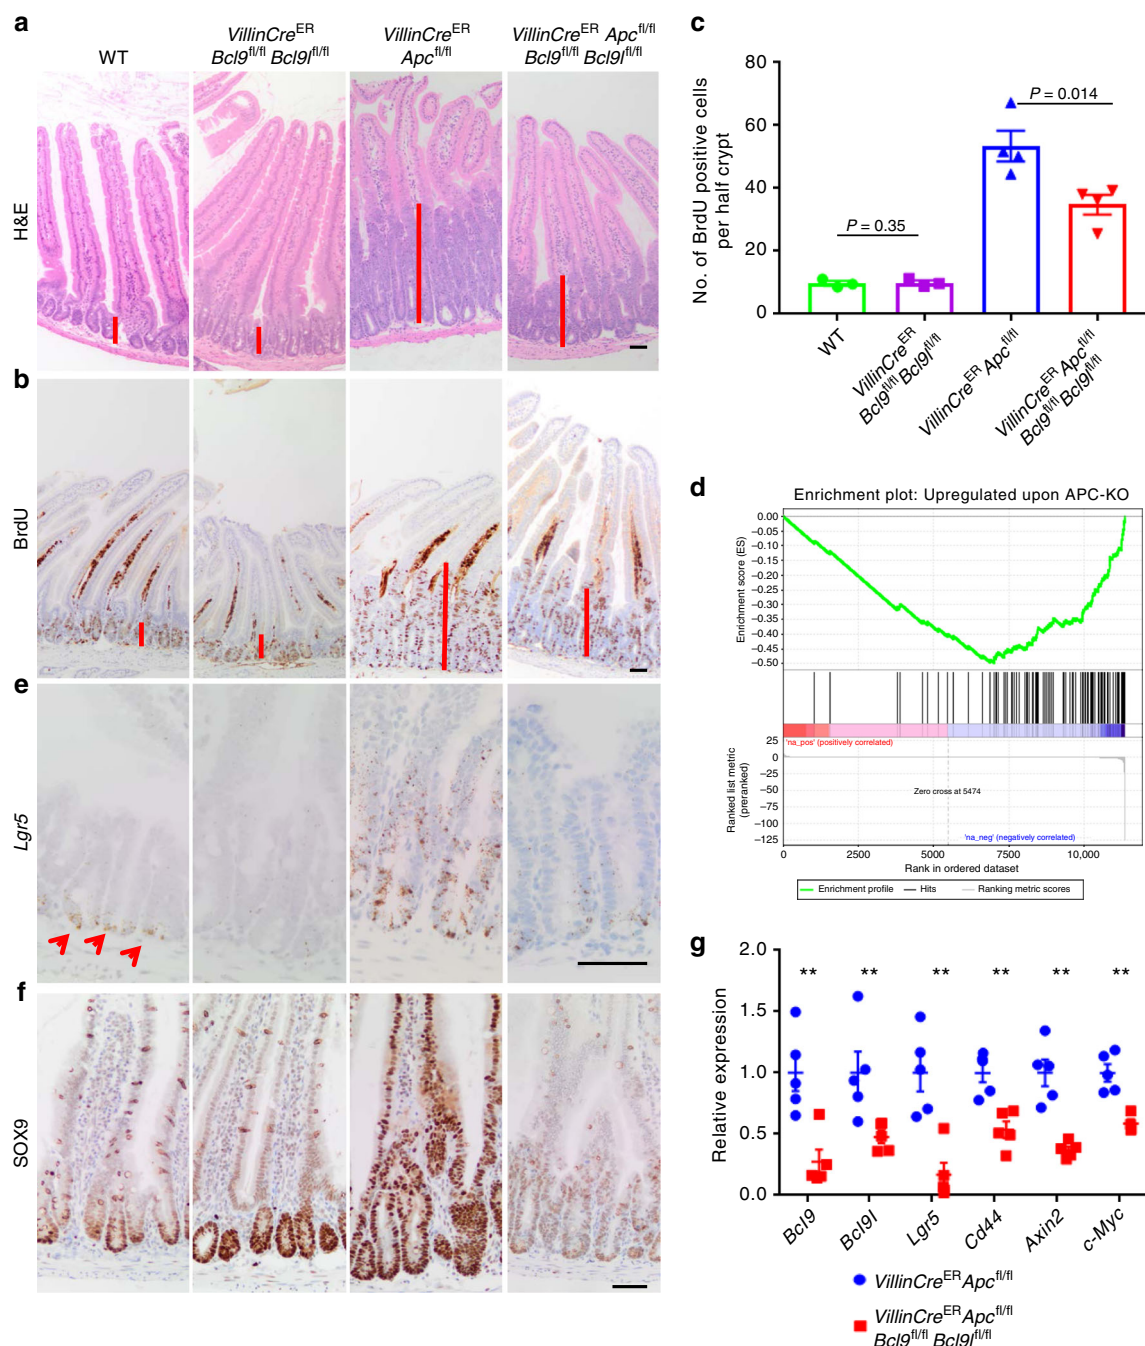 a
WT
VillinCreER
Bcl9fl/fl Bcl9lfl/fl
VillinCreER
Apcfl/fl
VillinCreER Apcfl/fl
Bcl9fl/fl Bcl9lfl/fl
H&E
b
BrdU
e
Lgr5
f
SOX9
c
No. of BrdU positive cells
per half crypt
80
60
40
20
0
P = 0.35
P = 0.014
WT
VillinCreER
Bcl9fl/fl Bcl9lfl/fl
VillinCreER Apcfl/fl
VillinCreER Apcfl/fl
Bcl9fl/fl Bcl9lfl/fl
d
Enrichment plot: Upregulated upon APC-KO
Enrichment score (ES)
0.00
−0.05
−0.10
−0.15
−0.20
−0.25
−0.30
−0.35
−0.40
−0.45
−0.50
'na_pos' (positively correlated)
Ranked list metric
(preranked)
25
0
−25
−50
−75
−100
−125
Zero cross at 5474
'na_neg' (negatively correlated)
0 2500 5000 7500 10,000
Rank in ordered dataset
Enrichment profile Hits Ranking metric scores
g
Relative expression
2.0
1.5
1.0
0.5
0.0
** ** ** ** ** **
Bcl9 Bcl9l Lgr5 Cd44 Axin2 c-Myc
VillinCreER Apcfl/fl
VillinCreER Apcfl/fl
Bcl9fl/fl Bcl9lfl/fl